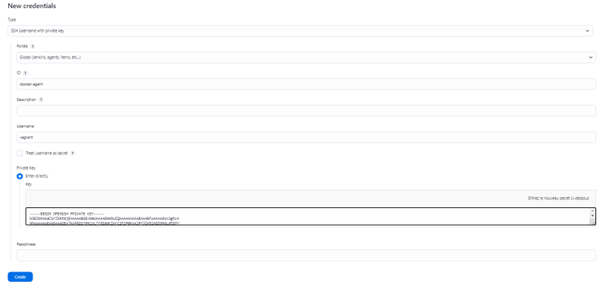 New credentials
Type
SSH Username with private key
Portée ?
Global (Jenkins, agents, items, etc...)
ID ?
docker-agent
Description ?
Username
vagrant
Treat username as secret ?
Private Key
Enter directly
Key
Entrez le Nouveau secret ci-dessous
-----BEGIN OPENSSH PRIVATE KEY-----
Passphrase
Create